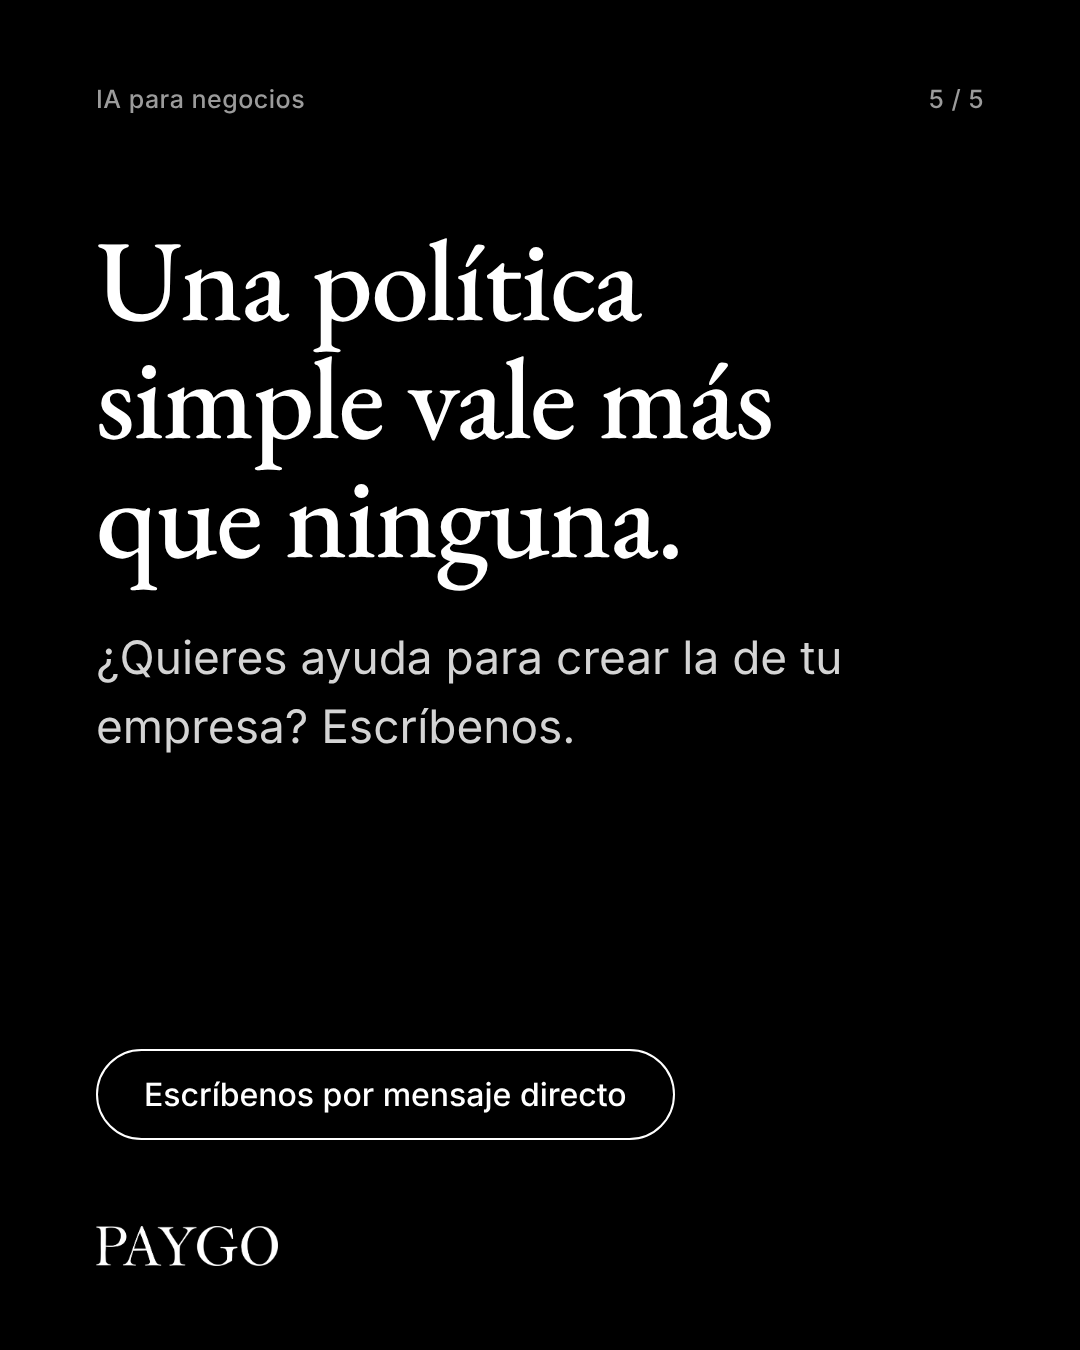 IA para negocios
5 / 5
Una política
simple vale más
que ninguna.
¿Quieres ayuda para crear la de tu
empresa? Escríbenos.
Escríbenos por mensaje directo
PAYGO